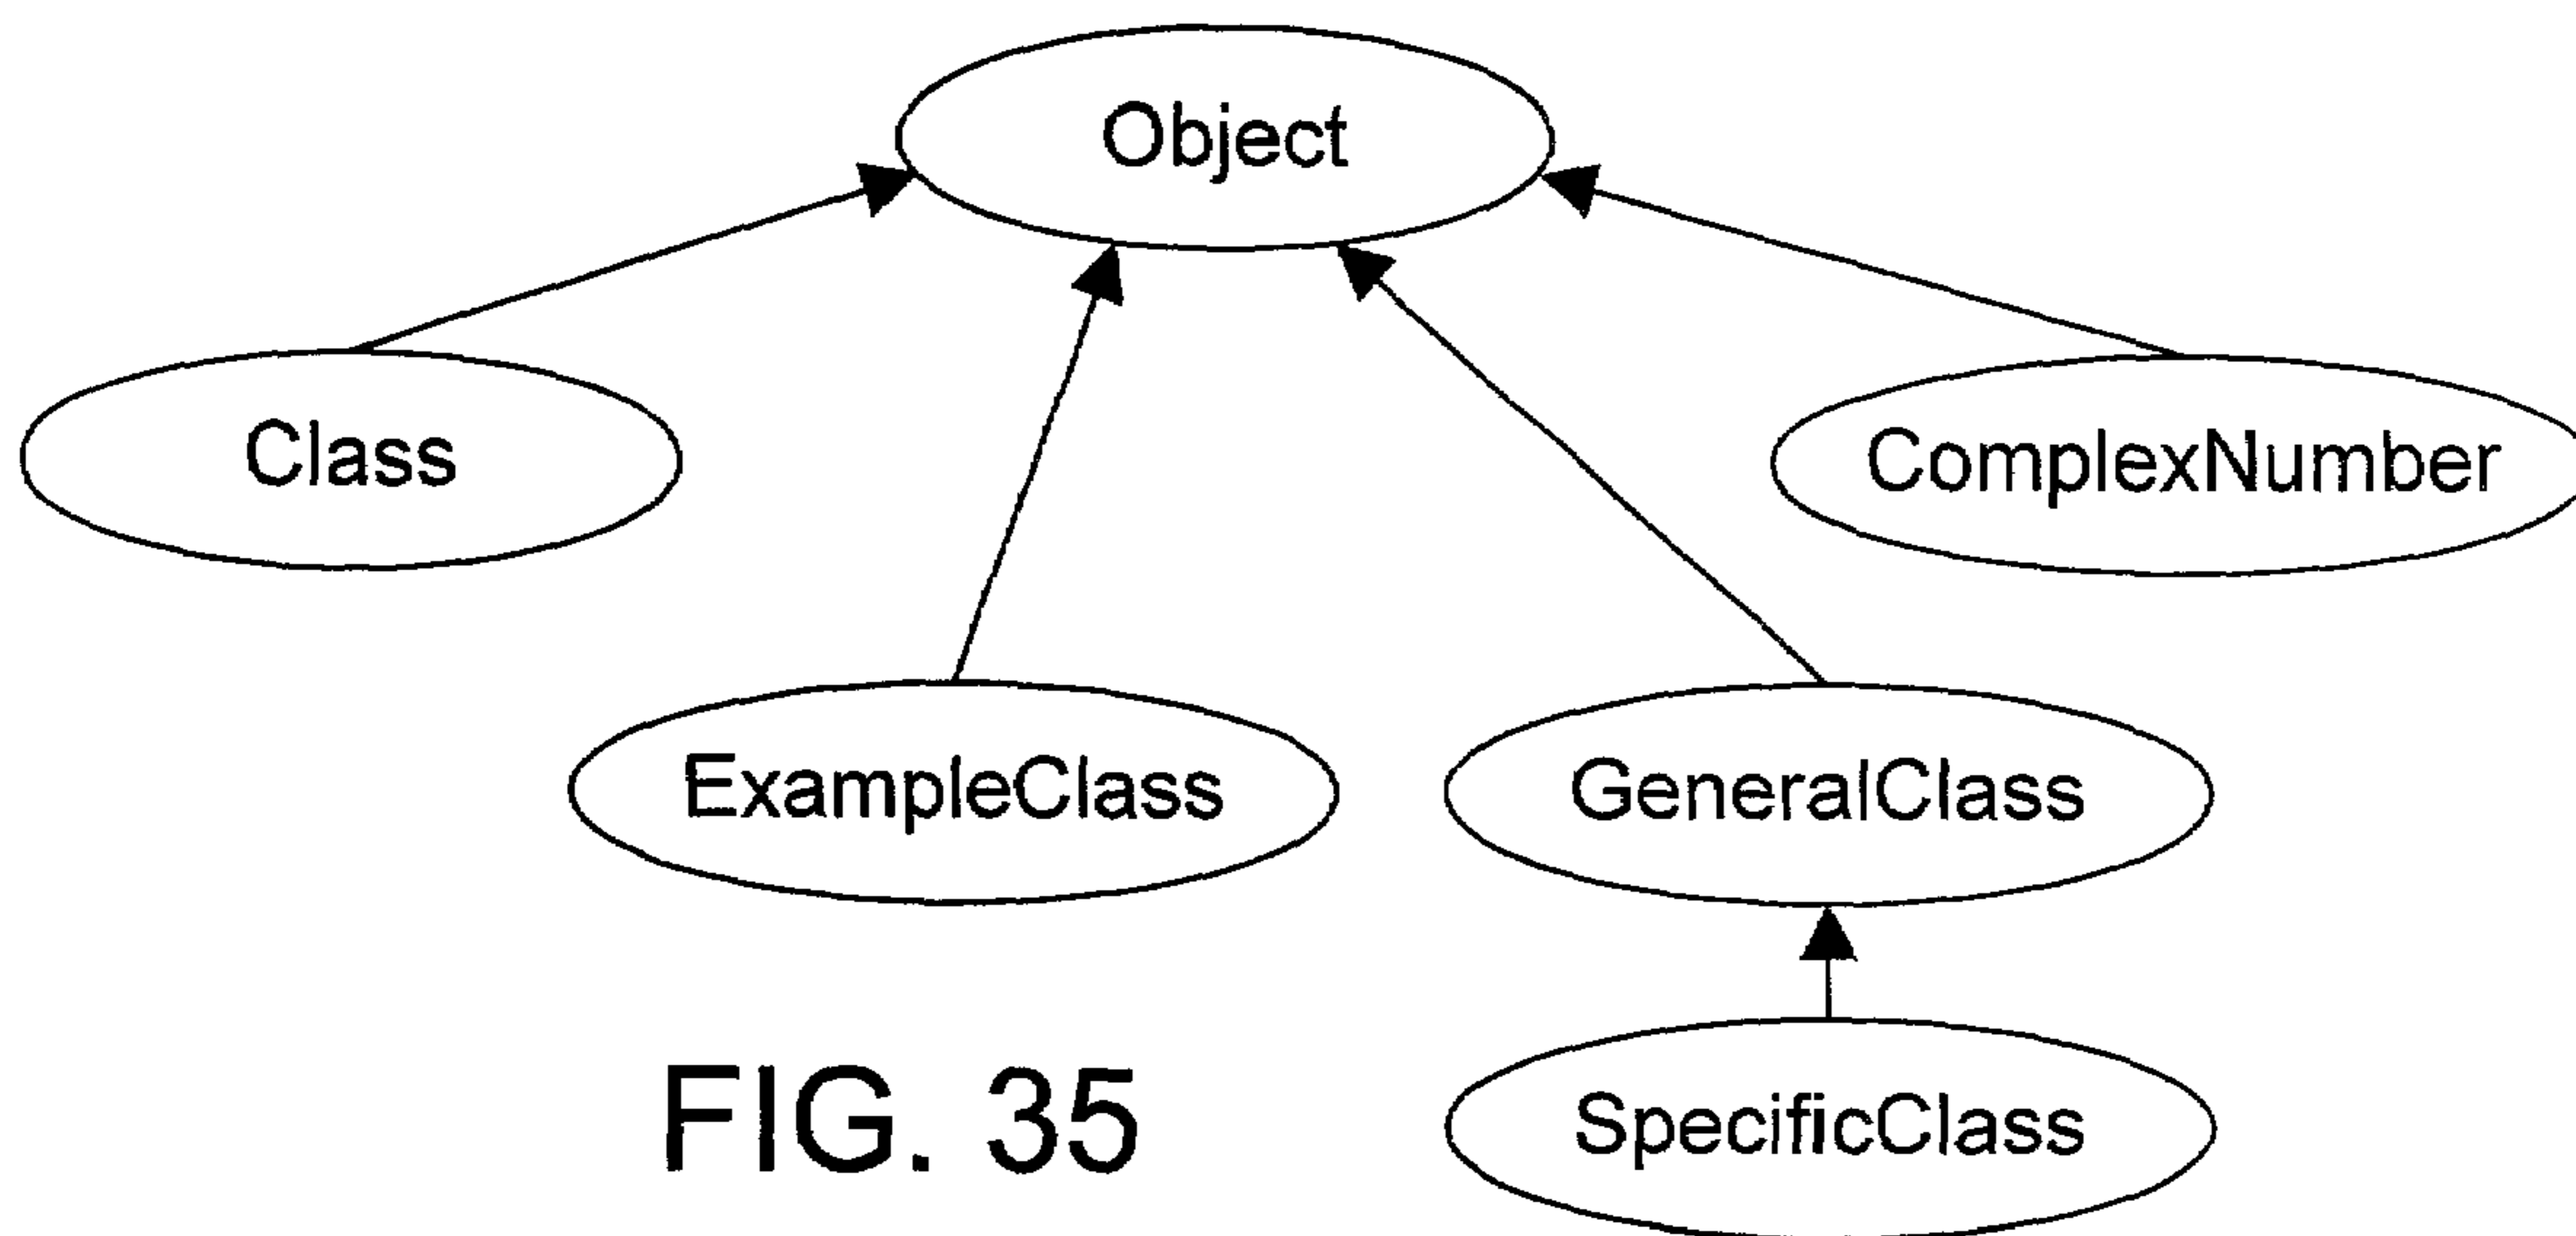 Object
Class
ComplexNumber
ExampleClass
GeneralClass
SpecificClass
FIG. 35